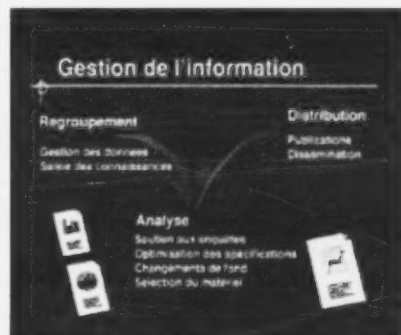 Gestion de l'information
Regroupement
Gestion des données
Saisie des connaissances
Distribution
Publications
Dissémination
Analyse
Soutien aux enquêtes
Optimisation des spécifications
Changements de fond
Sélection du matériel